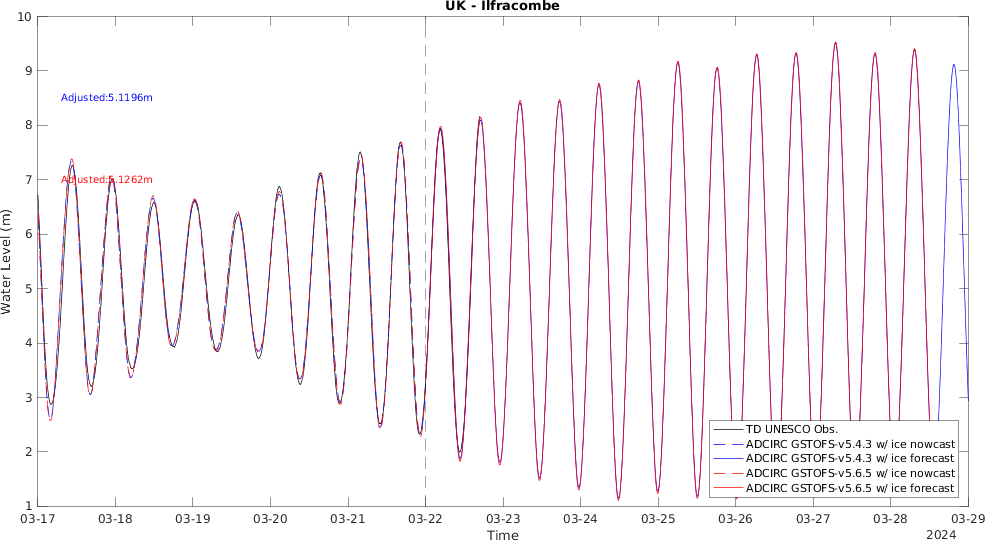 UK - Ilfracombe
10
9
8
7
6
5
4
3
2
1
Water Level (m)
Adjusted:5.1196m
Adjusted:5.1262m
TD UNESCO Obs.
ADCIRC GSTOFS-v5.4.3 w/ ice nowcast
ADCIRC GSTOFS-v5.4.3 w/ ice forecast
ADCIRC GSTOFS-v5.6.5 w/ ice nowcast
ADCIRC GSTOFS-v5.6.5 w/ ice forecast
03-17 03-18 03-19 03-20 03-21 03-22 03-23 03-24 03-25 03-26 03-27 03-28 03-29
Time
2024